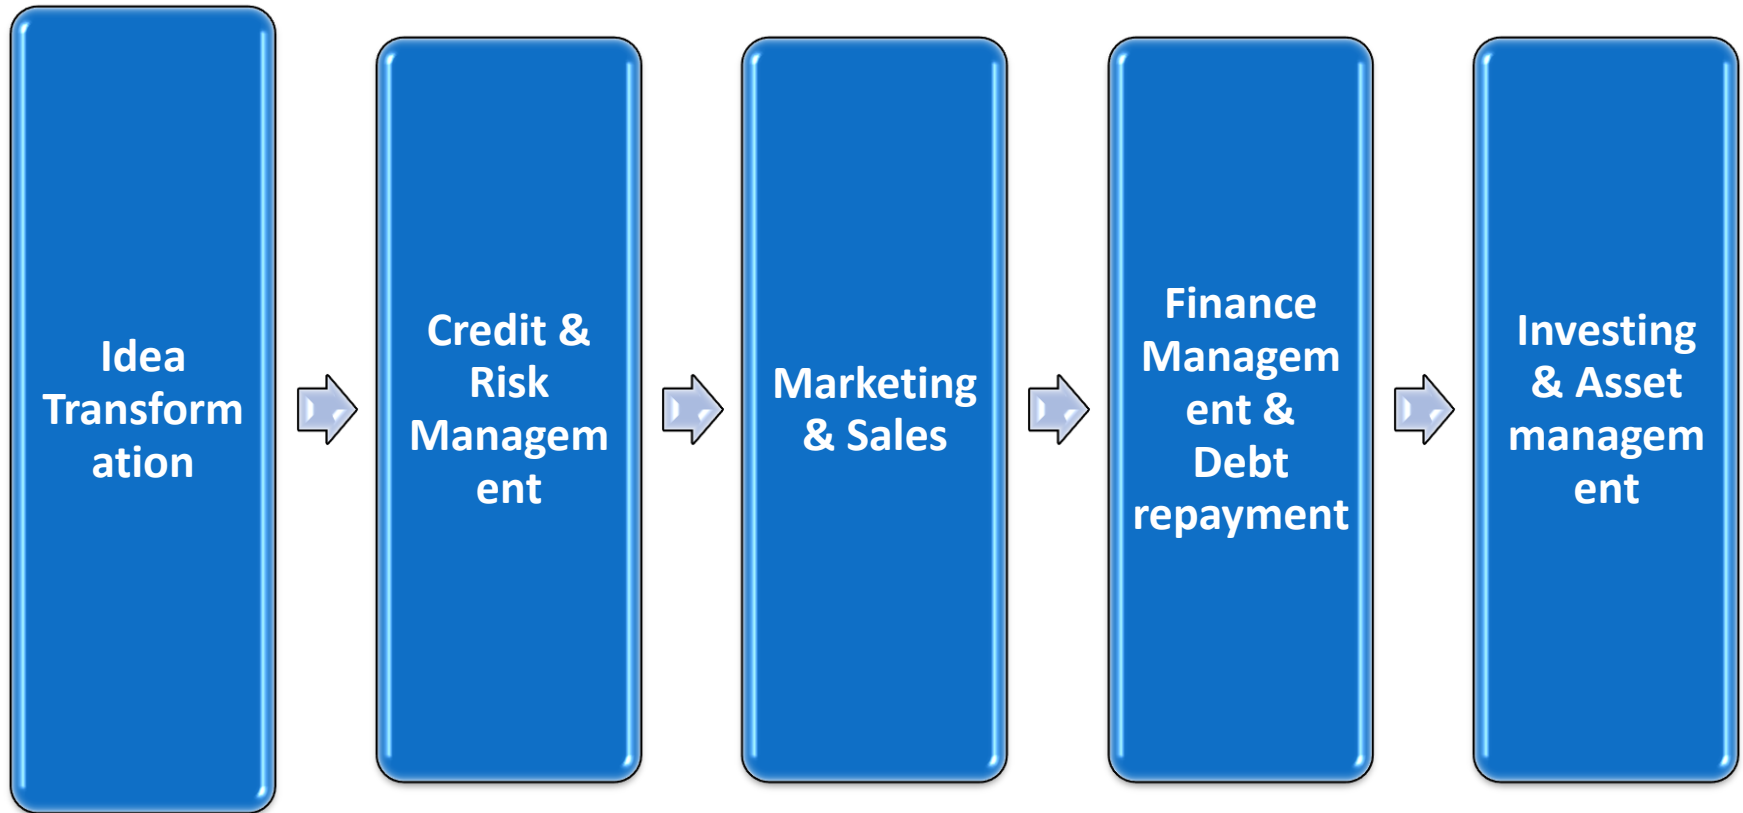 Idea
Transform
ation
Credit &
Risk
Managem
ent
Marketing
& Sales
Finance
Managem
ent &
Debt
repayment
Investing
& Asset
managem
ent